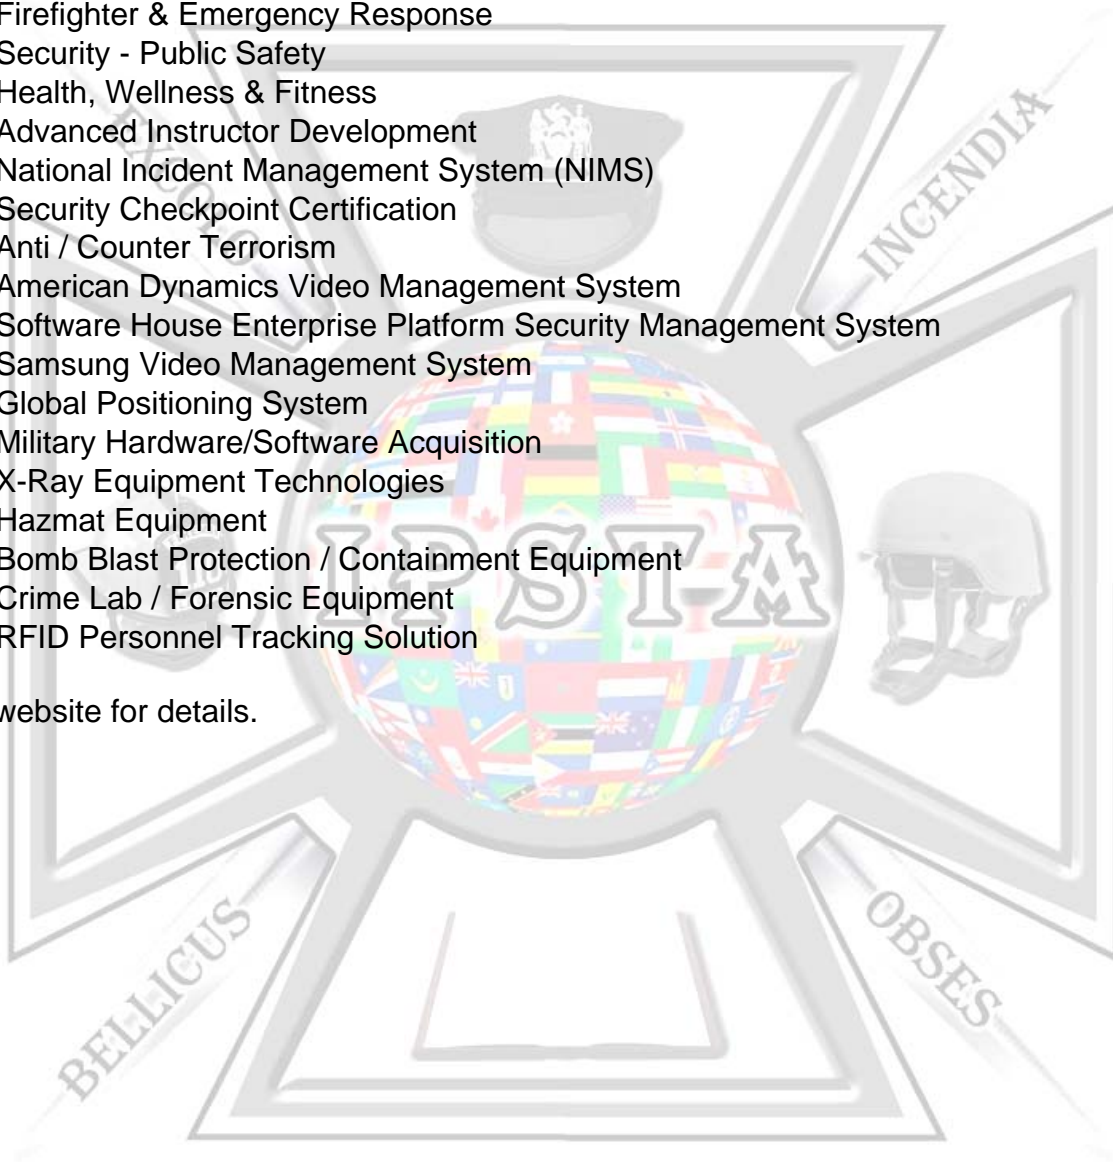 Firefighter & Emergency Response
Security - Public Safety
Health, Wellness & Fitness
Advanced Instructor Development
National Incident Management System (NIMS)
Security Checkpoint Certification
Anti / Counter Terrorism
American Dynamics Video Management System
Software House Enterprise Platform Security Management System
Samsung Video Management System
Global Positioning System
Military Hardware/Software Acquisition
X-Ray Equipment Technologies
Hazmat Equipment
Bomb Blast Protection / Containment Equipment
Crime Lab / Forensic Equipment
RFID Personnel Tracking Solution
website for details.
EXCOLO
INCENDIA
IPSTA
BELLICUS
OBSES